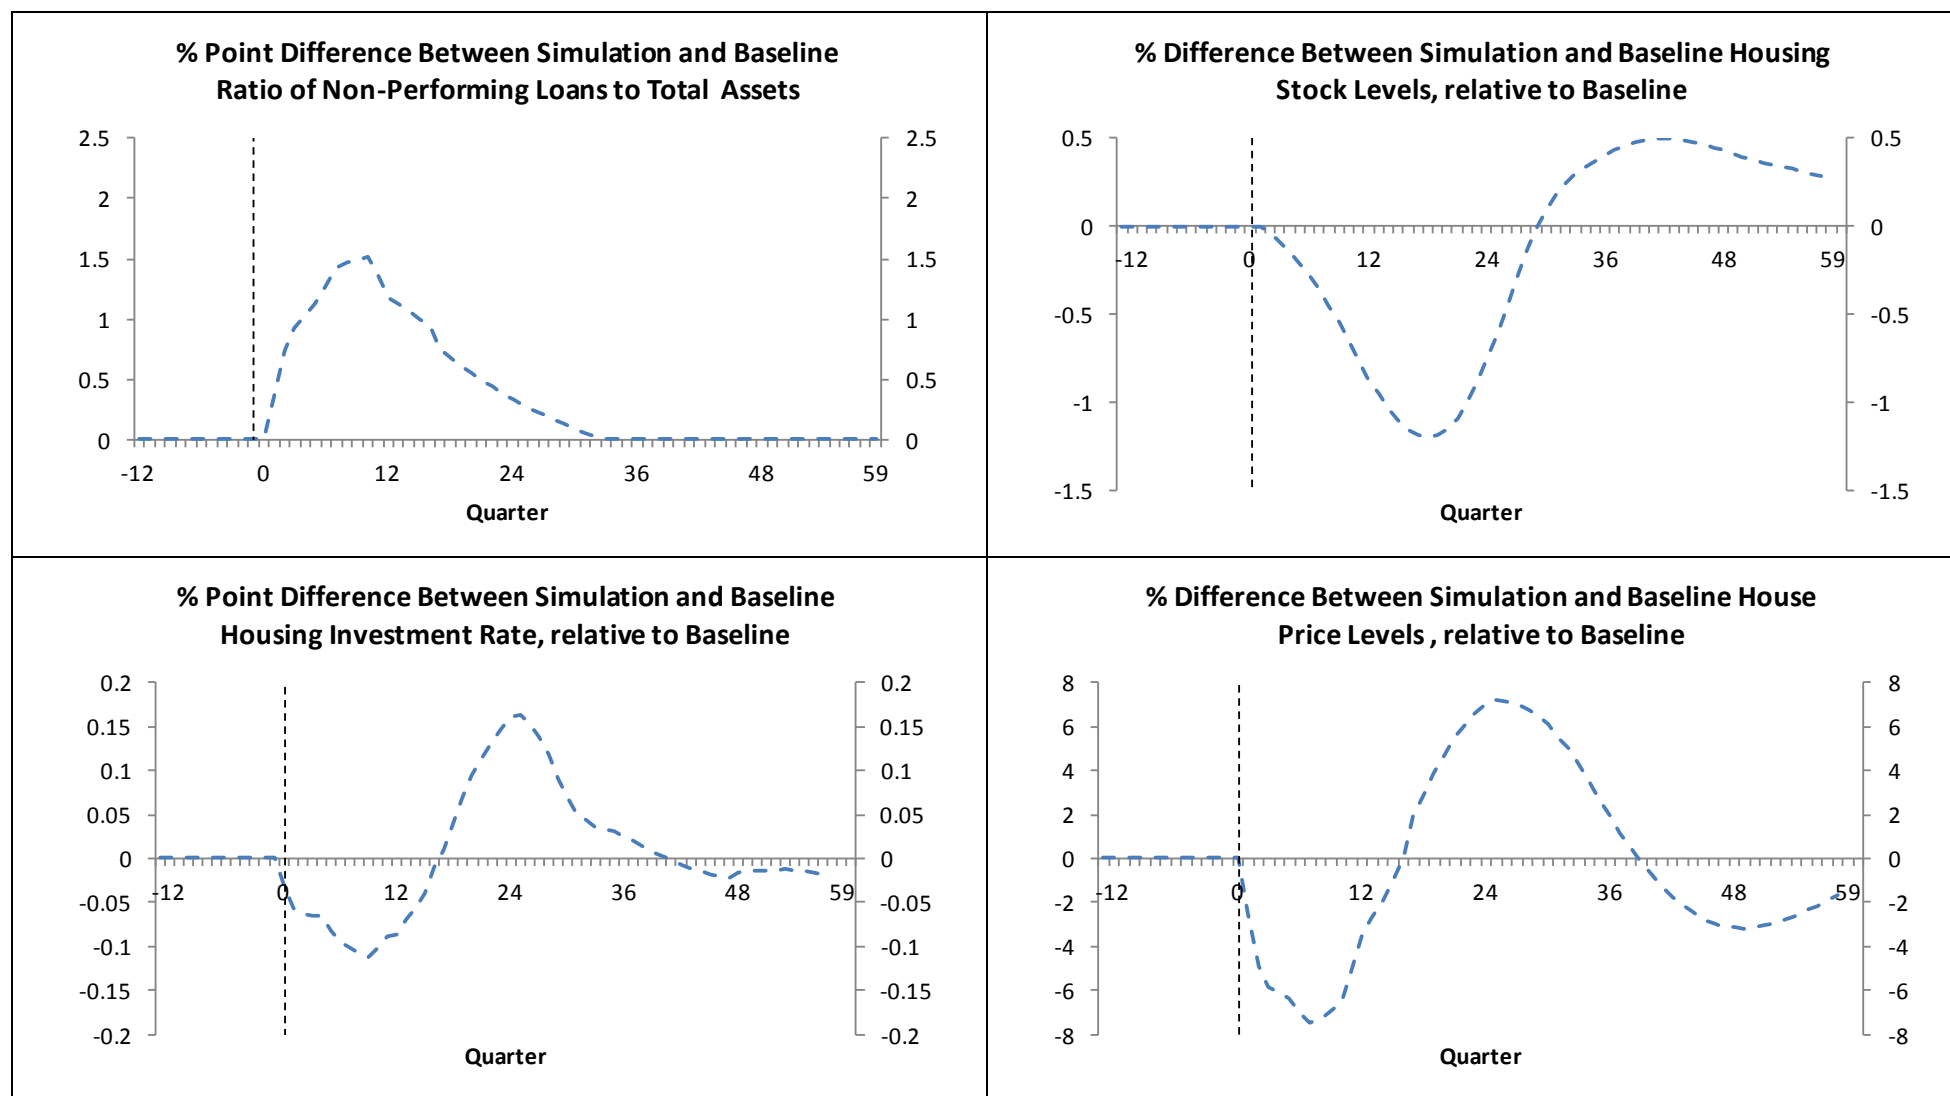 % Point Difference Between Simulation and Baseline
Ratio of Non-Performing Loans to Total Assets
2.5 2.5
2 2
1.5 1.5
1 1
0.5 0.5
0 0
-12 0 12 24 36 48 59
Quarter
% Difference Between Simulation and Baseline Housing
Stock Levels, relative to Baseline
0.5 0.5
0 0
-12 0 12 24 36 48 59
-0.5 -0.5
-1 -1
-1.5 -1.5
Quarter
% Point Difference Between Simulation and Baseline
Housing Investment Rate, relative to Baseline
0.2 0.2
0.15 0.15
0.1 0.1
0.05 0.05
0 0
-12 0 12 24 36 48 59
-0.05 -0.05
-0.1 -0.1
-0.15 -0.15
-0.2 -0.2
Quarter
% Difference Between Simulation and Baseline House
Price Levels , relative to Baseline
8 8
6 6
4 4
2 2
0 0
-12 0 12 24 36 48 59
-2 -2
-4 -4
-6 -6
-8 -8
Quarter